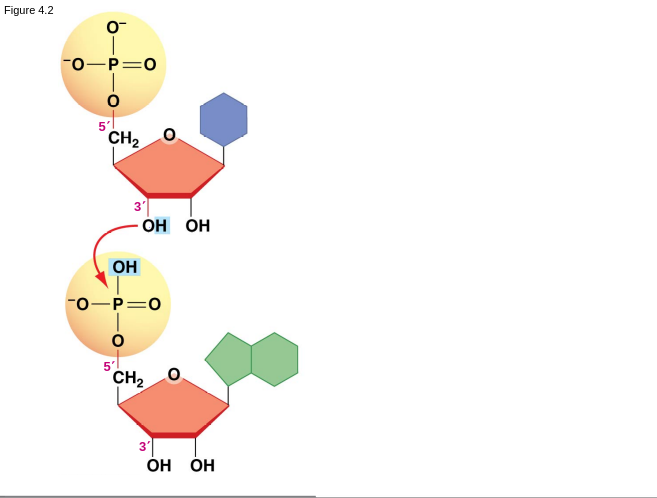 Figure 4.2
O⁻
⁻O P O
O
5′
CH₂ O
3′
OH OH
OH
⁻O P O
O
5′
CH₂ O
3′
OH OH